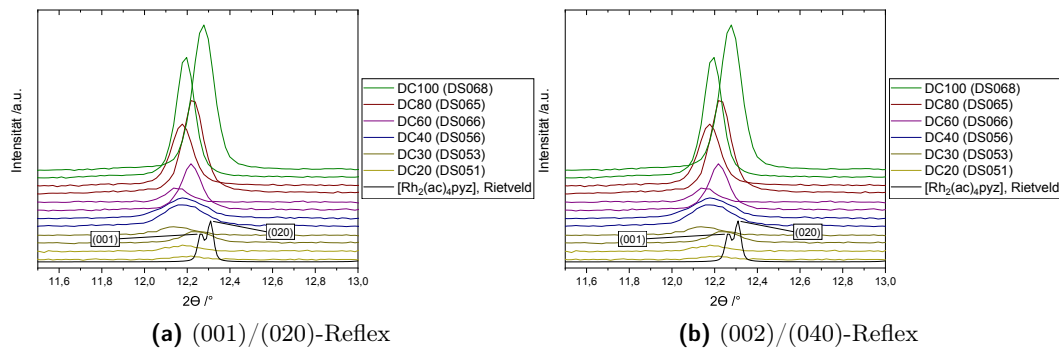 Intensität /a.u.
(001)
(020)
11,6 11,8 12,0 12,2 12,4 12,6 12,8 13,0
2Θ /°
DC100 (DS068)
DC80 (DS065)
DC60 (DS066)
DC40 (DS056)
DC30 (DS053)
DC20 (DS051)
[Rh2(ac)4pyz], Rietveld
(a) (001)/(020)-Reflex
Intensität /a.u.
(001)
(020)
11,6 11,8 12,0 12,2 12,4 12,6 12,8 13,0
2Θ /°
DC100 (DS068)
DC80 (DS065)
DC60 (DS066)
DC40 (DS056)
DC30 (DS053)
DC20 (DS051)
[Rh2(ac)4pyz], Rietveld
(b) (002)/(040)-Reflex